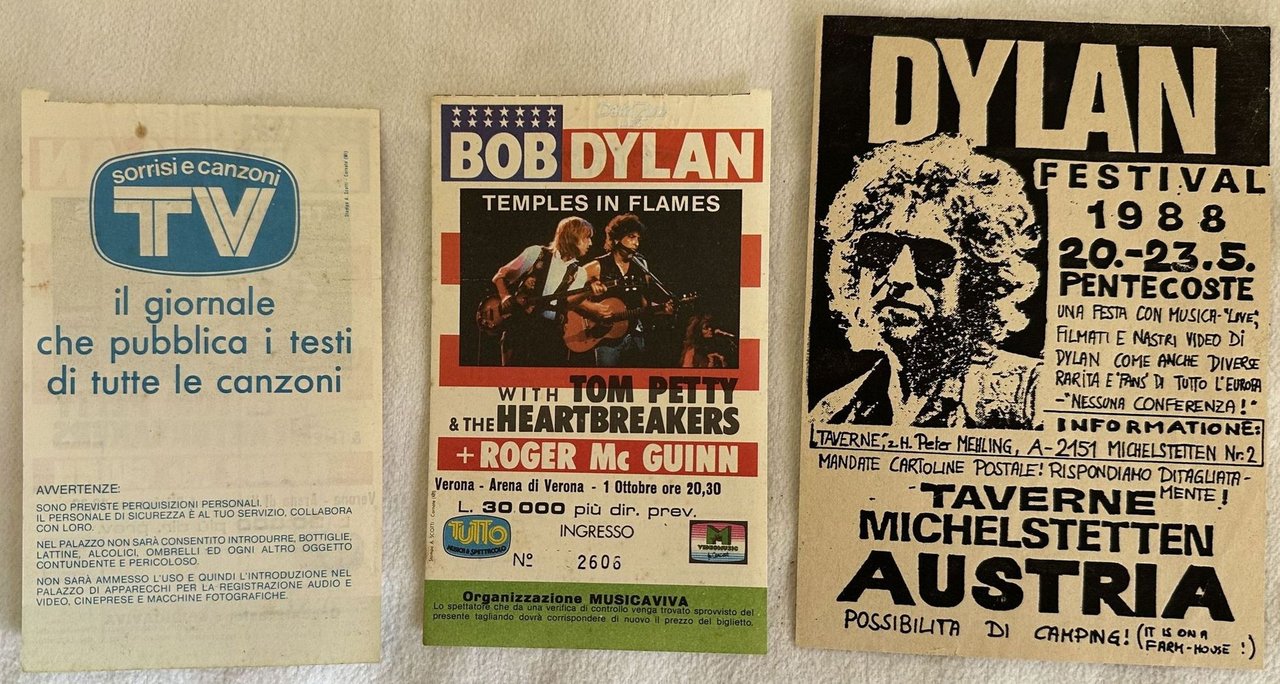 sorrisi e canzoni
TV
il giornale
che pubblica i testi
di tutte le canzoni
AVVERTENZE:
SONO PREVISTE PERQUISIZIONI PERSONALI.
IL PERSONALE DI SICUREZZA È AL TUO SERVIZIO, COLLABORA
CON LORO.
NEL PALAZZO NON SARÀ CONSENTITO INTRODURRE, BOTTIGLIE,
LATTINE, ALCOLICI, OMBRELLI ED OGNI ALTRO OGGETTO
CONTUNDENTE E PERICOLOSO.
NON SARÀ AMMESSO L'USO E QUINDI L'INTRODUZIONE NEL
PALAZZO DI APPARECCHI PER LA REGISTRAZIONE AUDIO E
VIDEO, CINEPRESE E MACCHINE FOTOGRAFICHE.
BOB DYLAN
TEMPLES IN FLAMES
WITH TOM PETTY
& THE HEARTBREAKERS
+ ROGER Mc GUINN
Verona - Arena di Verona - 1 Ottobre ore 20,30
L. 30.000 più dir. prev.
TUTTO
MUSICA & SPETTACOLO
INGRESSO
Nº 2606
VIDEOMUSIC
Organizzazione MUSICAVIVA
Lo spettatore che da una verifica di controllo venga trovato sprovvisto del
presente tagliando dovrà corrispondere di nuovo il prezzo del biglietto.
DYLAN
FESTIVAL
1988
20.-23.5.
PENTECOSTE
UNA FESTA CON MUSICA-"LIVE",
FILMATI E NASTRI VIDEO DI
DYLAN COME ANCHE DIVERSE
RARITA E "FANS" DI TUTTO L'EUROPA
-"NESSUNA CONFERENZA!"
INFORMATIONE:
"TAVERNE", z.H. Peter MEHLING, A-2151 MICHELSTETTEN Nr. 2
MANDATE CARTOLINE POSTALE! RISPONDIAMO DITAGLIATA-
MENTE!
TAVERNE
MICHELSTETTEN
AUSTRIA
POSSIBILITA DI CAMPING! (IT IS ON A
FARM-HOUSE!)